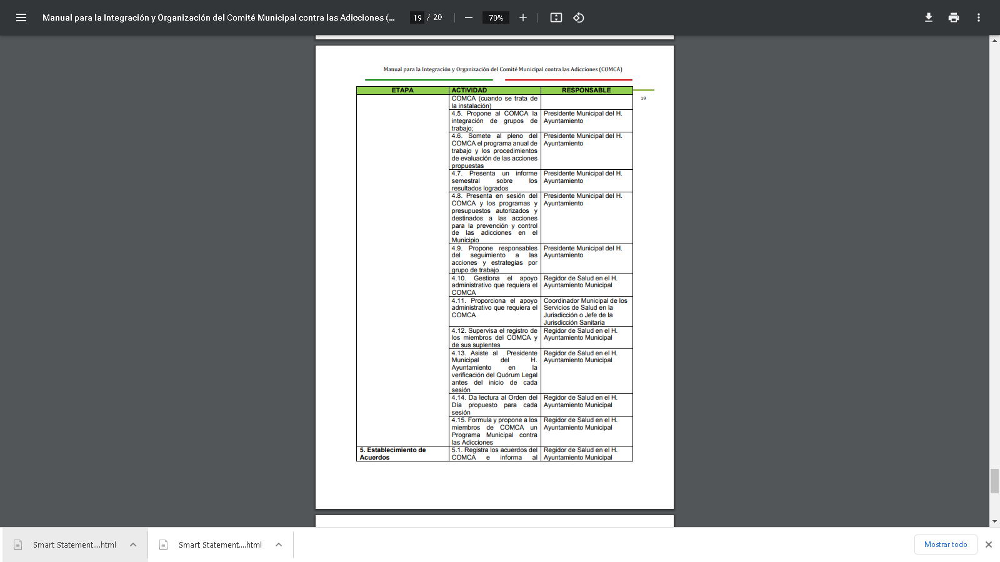 Manual para la Integración y Organización del Comité Municipal contra las Adicciones (...
19 / 20
70%
Manual para la Integración y Organización del Comité Municipal contra las Adicciones (COMCA)
19
ETAPA ACTIVIDAD RESPONSABLE
COMCA (cuando se trata de
la instalación)
4.5. Propone al COMCA la
integración de grupos de
trabajo;
Presidente Municipal del H.
Ayuntamiento
4.6. Somete al pleno del
COMCA el programa anual de
trabajo y los procedimientos
de evaluación de las acciones
propuestas
Presidente Municipal del H.
Ayuntamiento
4.7. Presenta un informe
semestral sobre los
resultados logrados
Presidente Municipal del H.
Ayuntamiento
4.8. Presenta en sesión del
COMCA y los programas y
presupuestos autorizados y
destinados a las acciones
para la prevención y control
de las adicciones en el
Municipio
Presidente Municipal del H.
Ayuntamiento
4.9. Propone responsables
del seguimiento a las
acciones y estrategias por
grupo de trabajo
Presidente Municipal del H.
Ayuntamiento
4.10. Gestiona el apoyo
administrativo que requiera el
COMCA
Regidor de Salud en el H.
Ayuntamiento Municipal
4.11. Proporciona el apoyo
administrativo que requiera el
COMCA
Coordinador Municipal de los
Servicios de Salud en la
Jurisdicción o Jefe de la
Jurisdicción Sanitaria
4.12. Supervisa el registro de
los miembros del COMCA y
de sus suplentes
Regidor de Salud en el H.
Ayuntamiento Municipal
4.13. Asiste al Presidente
Municipal del H.
Ayuntamiento en la
verificación del Quórum Legal
antes del inicio de cada
sesión
Regidor de Salud en el H.
Ayuntamiento Municipal
4.14. Da lectura al Orden del
Día propuesto para cada
sesión
Regidor de Salud en el H.
Ayuntamiento Municipal
4.15. Formula y propone a los
miembros de COMCA un
Programa Municipal contra
las Adicciones
Regidor de Salud en el H.
Ayuntamiento Municipal
5. Establecimiento de
Acuerdos
5.1. Registra los acuerdos del
COMCA e informa al
Regidor de Salud en el H.
Ayuntamiento Municipal
Smart Statement....html
Smart Statement....html
Mostrar todo